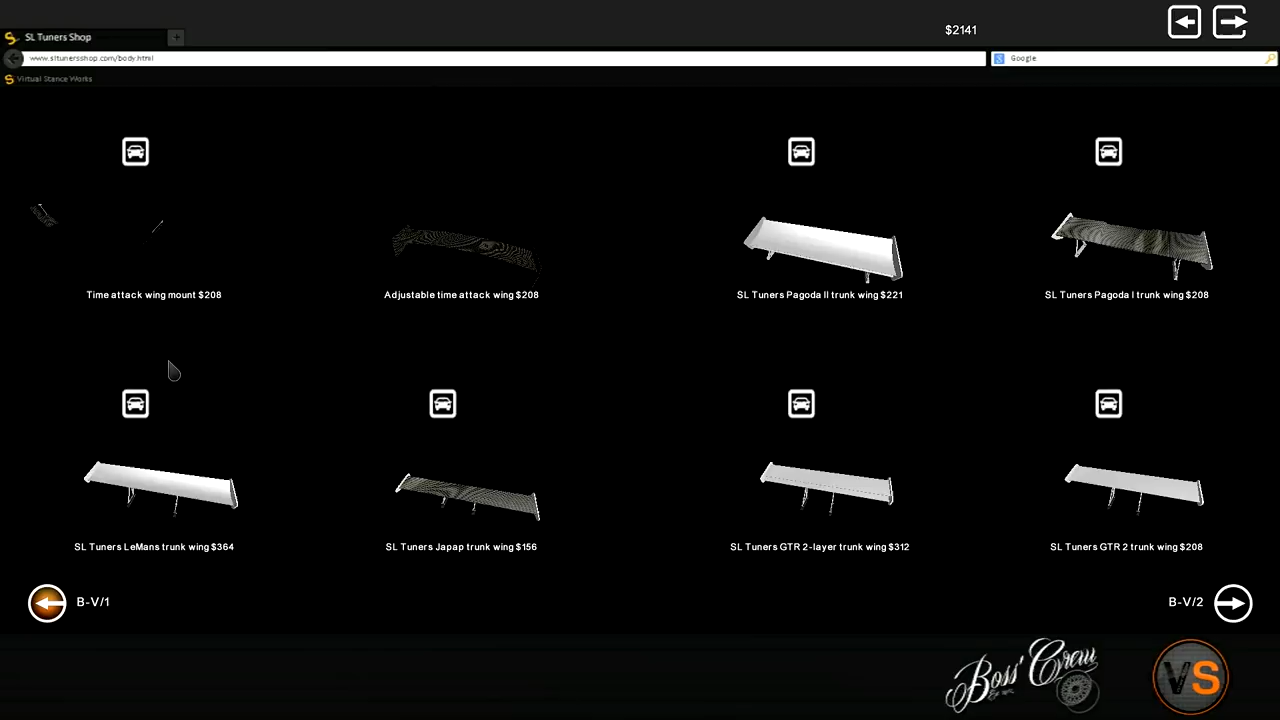 SL Tuners Shop
$2141
www.sltunersshop.com/body.html
Google
Virtual Stance Works
Time attack wing mount $208
Adjustable time attack wing $208
SL Tuners Pagoda II trunk wing $221
SL Tuners Pagoda I trunk wing $208
SL Tuners LeMans trunk wing $364
SL Tuners Japap trunk wing $156
SL Tuners GTR 2-layer trunk wing $312
SL Tuners GTR 2 trunk wing $208
B-V/1
B-V/2
Boss' Crew
VS